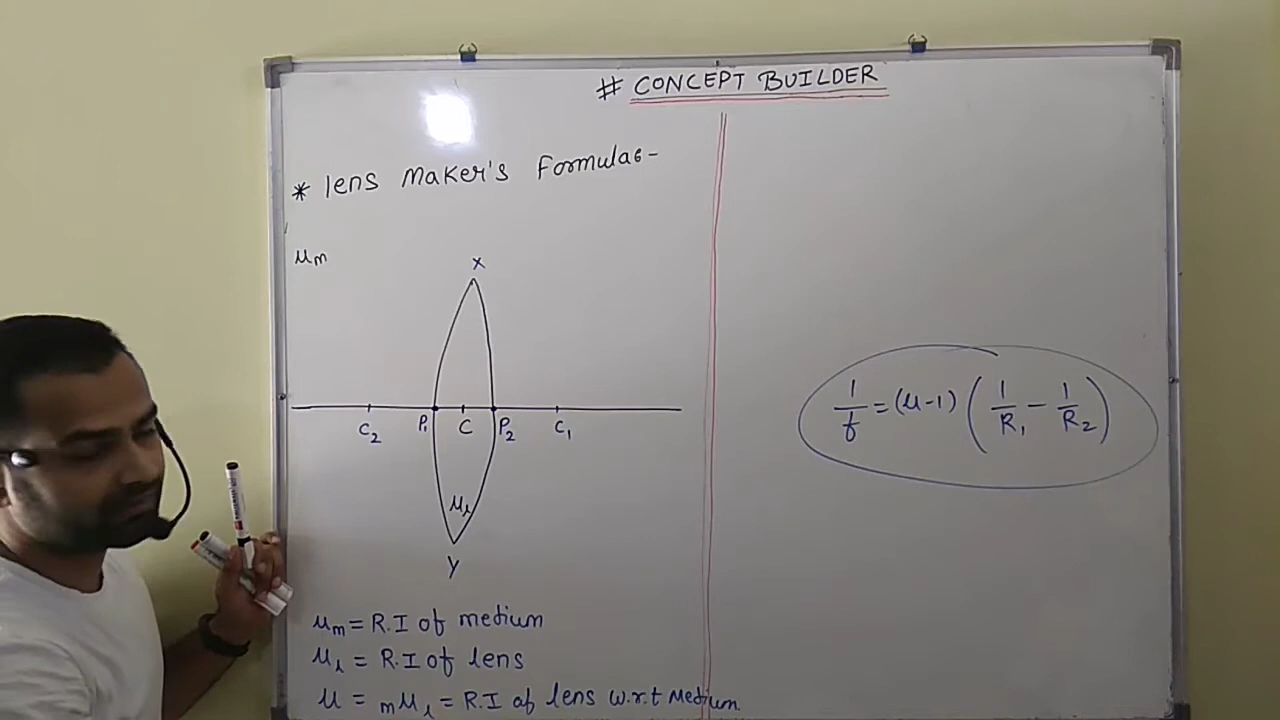 # CONCEPT BUILDER
* lens Maker's Formulae-
μm
X
C2 P1 C P2 C1
μl
Y
μm = R.I of medium
μl = R.I of lens
μ = mμl = R.I of lens w.r.t Medium
1/f = (μ-1) (1/R1 - 1/R2)